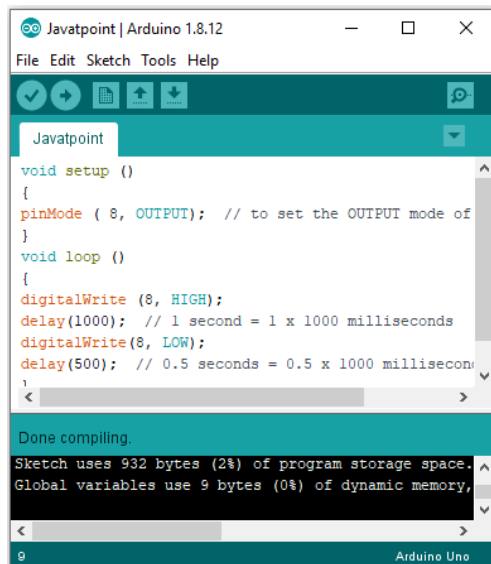 Javatpoint | Arduino 1.8.12
File Edit Sketch Tools Help
Javatpoint
void setup ()
{
pinMode ( 8, OUTPUT); // to set the OUTPUT mode of
}
void loop ()
{
digitalWrite (8, HIGH);
delay(1000); // 1 second = 1 x 1000 milliseconds
digitalWrite(8, LOW);
delay(500); // 0.5 seconds = 0.5 x 1000 millisecon
}
Done compiling.
Sketch uses 932 bytes (2%) of program storage space.
Global variables use 9 bytes (0%) of dynamic memory,
9
Arduino Uno